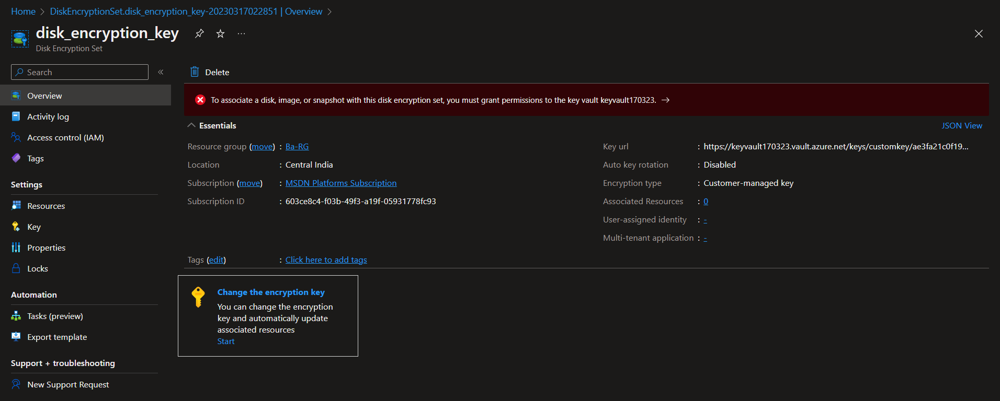 Home > DiskEncryptionSet.disk_encryption_key-20230317022851 | Overview >
disk_encryption_key
Disk Encryption Set
Search
«
Overview
Activity log
Access control (IAM)
Tags
Settings
Resources
Key
Properties
Locks
Automation
Tasks (preview)
Export template
Support + troubleshooting
New Support Request
Delete
To associate a disk, image, or snapshot with this disk encryption set, you must grant permissions to the key vault keyvault170323. →
Essentials
JSON View
Resource group (move) : Ba-RG
Location : Central India
Subscription (move) : MSDN Platforms Subscription
Subscription ID : 603ce8c4-f03b-49f3-a19f-05931778fc93
Key url : https://keyvault170323.vault.azure.net/keys/customkey/ae3fa21c0f19...
Auto key rotation : Disabled
Encryption type : Customer-managed key
Associated Resources : 0
User-assigned identity : -
Multi-tenant application : -
Tags (edit) : Click here to add tags
Change the encryption key
You can change the encryption
key and automatically update
associated resources
Start